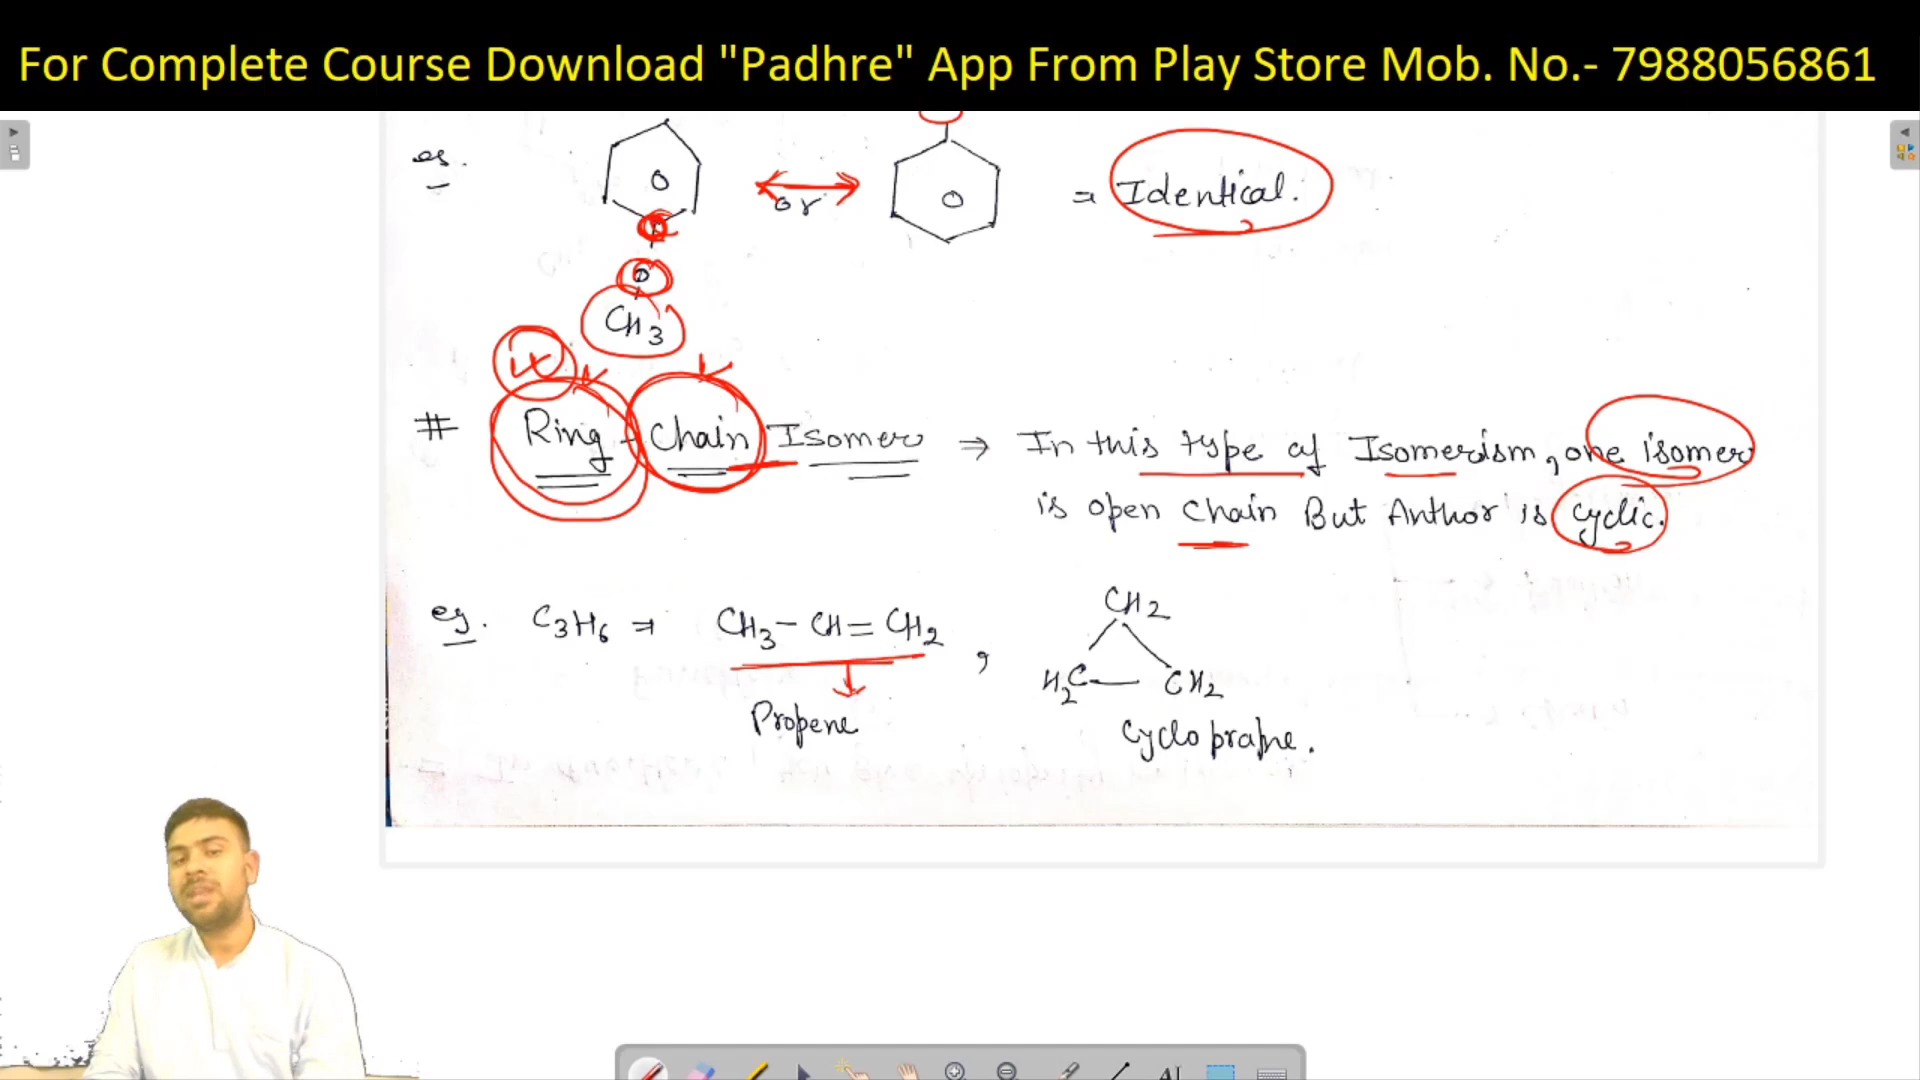 For Complete Course Download "Padhre" App From Play Store Mob. No.- 7988056861
eg.
or
= Identical.
O
CH3
ix
# Ring - Chain Isomer ⇒ In this type of Isomerism, one isomer
is open Chain But Anthor is Cyclic.
eg. C3H6 ⇒ CH3 - CH = CH2 ,
CH2
H2C — CH2
Propene
Cyclo prapne.